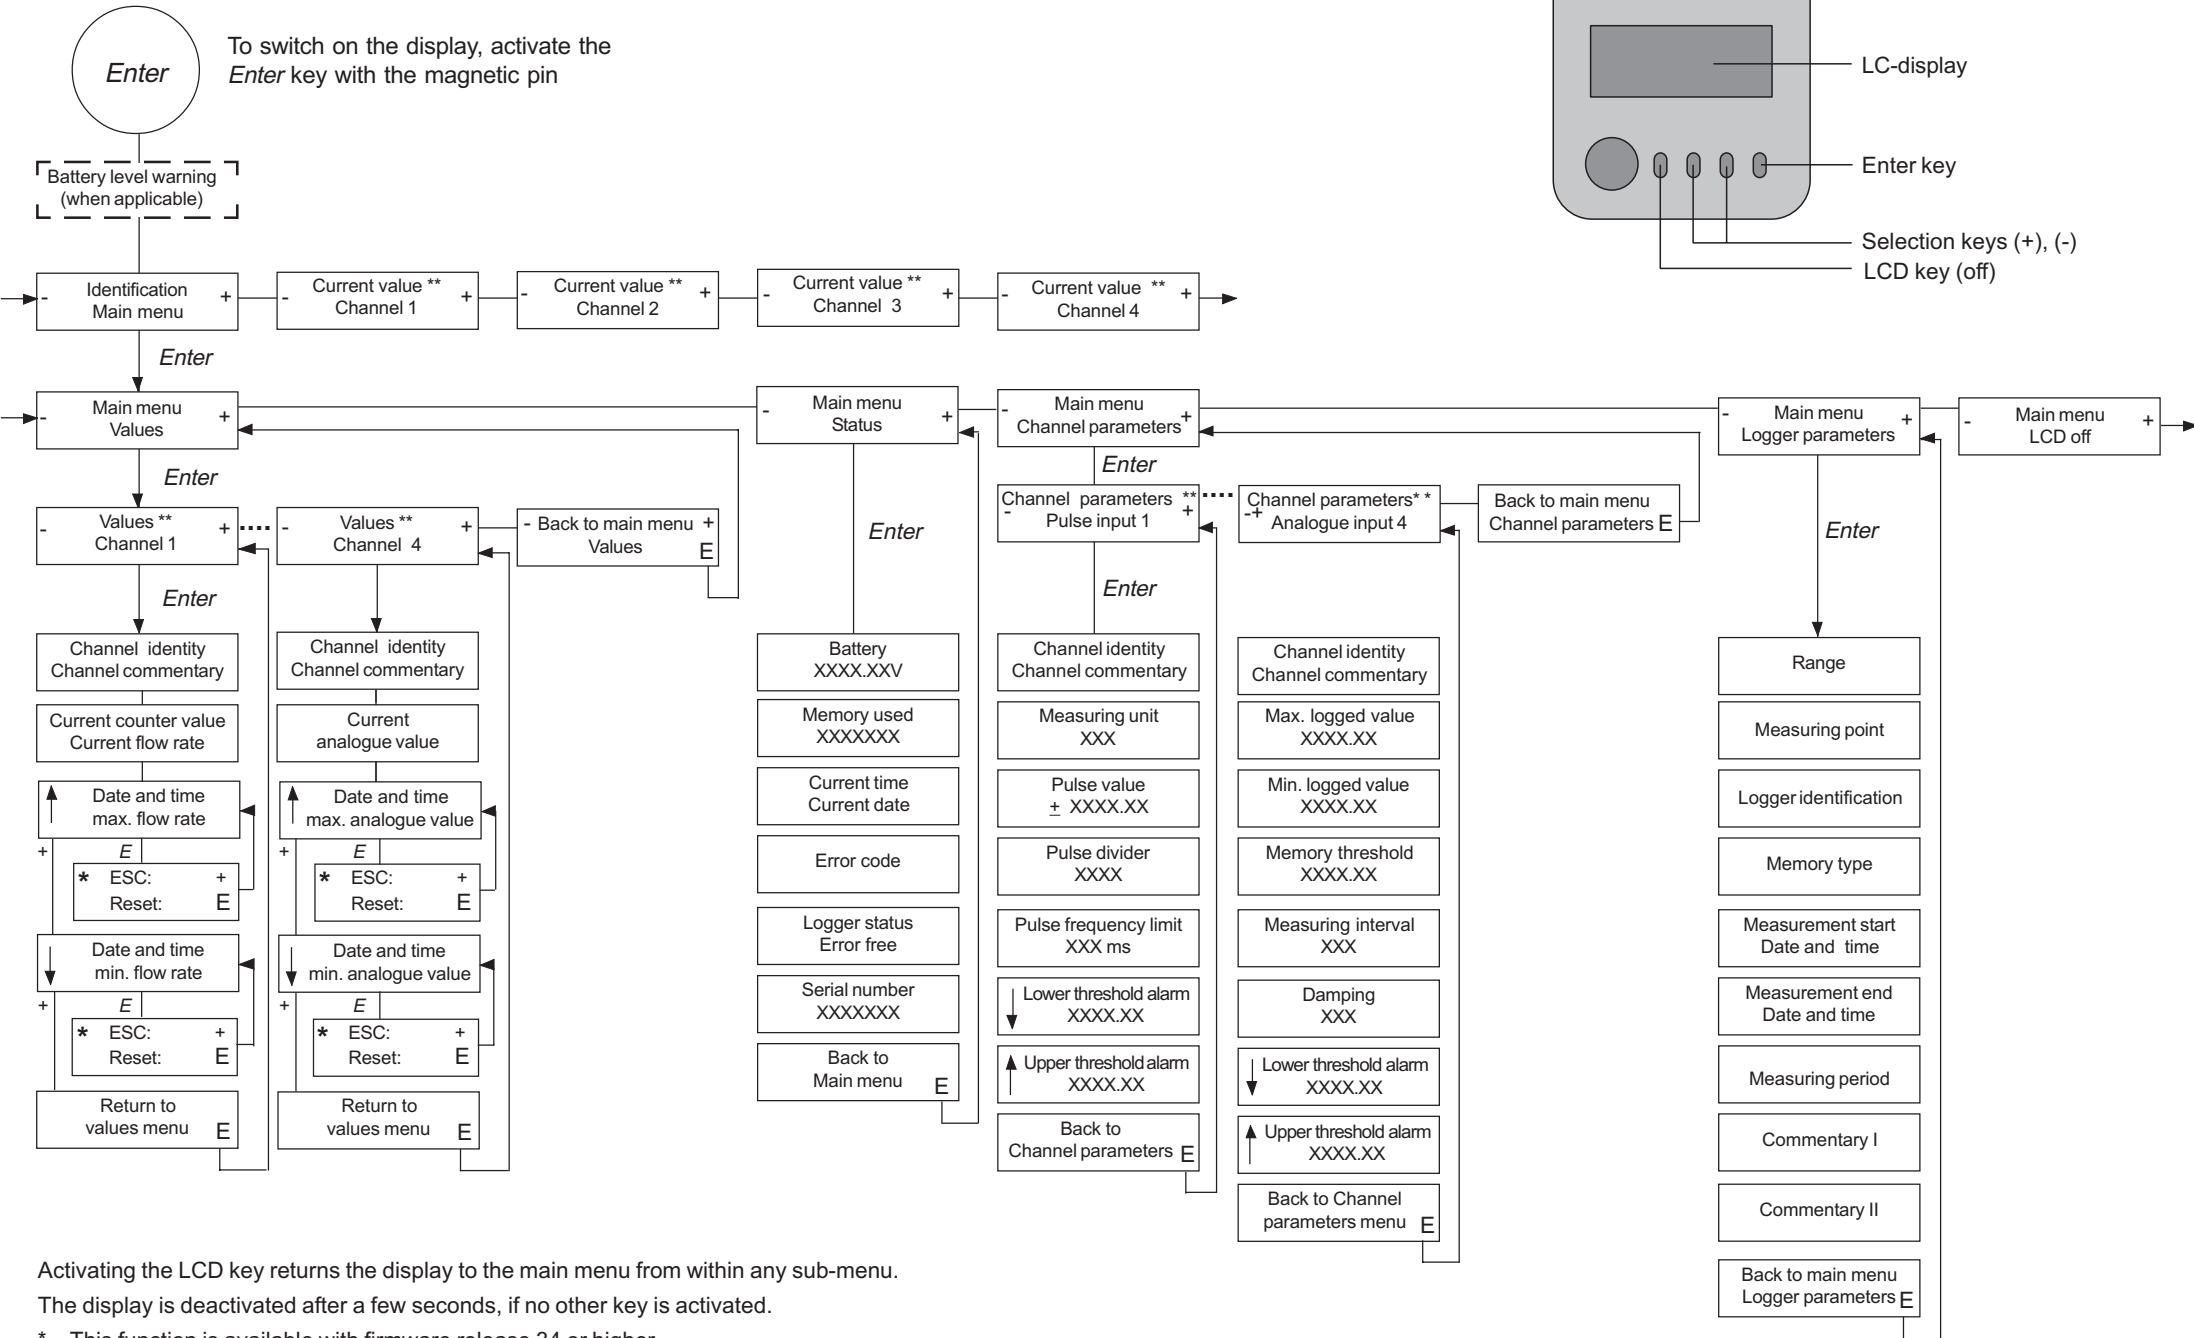 Enter
To switch on the display, activate the
Enter key with the magnetic pin
LC-display
Enter key
Selection keys (+), (-)
LCD key (off)
Battery level warning
(when applicable)
- Identification +
Main menu
- Current value ** +
Channel 1
- Current value ** +
Channel 2
- Current value ** +
Channel 3
- Current value ** +
Channel 4
Enter
- Main menu +
Values
- Main menu +
Status
- Main menu +
Channel parameters
- Main menu +
Logger parameters
- Main menu +
LCD off
Enter
- Values ** +
Channel 1
- Values ** +
Channel 4
- Back to main menu +
Values E
Enter
Enter
Channel parameters **
- Pulse input 1 +
Channel parameters* *
-+ Analogue input 4
Back to main menu
Channel parameters E
Enter
Enter
Enter
Channel identity
Channel commentary
Current counter value
Current flow rate
Date and time
max. flow rate
+ E
* ESC: +
Reset: E
Date and time
min. flow rate
+ E
* ESC: +
Reset: E
Return to
values menu E
Channel identity
Channel commentary
Current
analogue value
Date and time
max. analogue value
+ E
* ESC: +
Reset: E
Date and time
min. analogue value
+ E
* ESC: +
Reset: E
Return to
values menu E
Battery
XXXX.XXV
Memory used
XXXXXXX
Current time
Current date
Error code
Logger status
Error free
Serial number
XXXXXXX
Back to
Main menu E
Channel identity
Channel commentary
Measuring unit
XXX
Pulse value
± XXXX.XX
Pulse divider
XXXX
Pulse frequency limit
XXX ms
Lower threshold alarm
XXXX.XX
Upper threshold alarm
XXXX.XX
Back to
Channel parameters E
Channel identity
Channel commentary
Max. logged value
XXXX.XX
Min. logged value
XXXX.XX
Memory threshold
XXXX.XX
Measuring interval
XXX
Damping
XXX
Lower threshold alarm
XXXX.XX
Upper threshold alarm
XXXX.XX
Back to Channel
parameters menu E
Range
Measuring point
Logger identification
Memory type
Measurement start
Date and time
Measurement end
Date and time
Measuring period
Commentary I
Commentary II
Back to main menu
Logger parameters E
Activating the LCD key returns the display to the main menu from within any sub-menu.
The display is deactivated after a few seconds, if no other key is activated.
* This function is available with firmware release 34 or higher